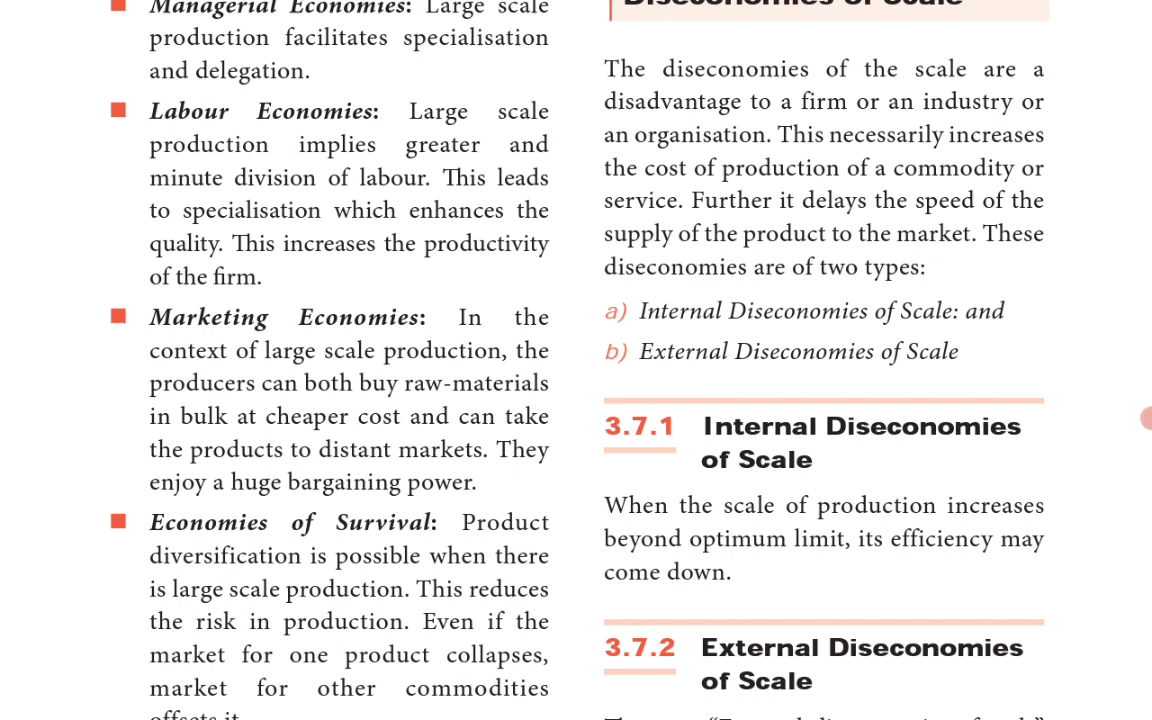 Managerial Economies: Large scale
production facilitates specialisation
and delegation.
Labour Economies: Large scale
production implies greater and
minute division of labour. This leads
to specialisation which enhances the
quality. This increases the productivity
of the firm.
Marketing Economies: In the
context of large scale production, the
producers can both buy raw-materials
in bulk at cheaper cost and can take
the products to distant markets. They
enjoy a huge bargaining power.
Economies of Survival: Product
diversification is possible when there
is large scale production. This reduces
the risk in production. Even if the
market for one product collapses,
market for other commodities
offsets it.
Diseconomies of Scale
The diseconomies of the scale are a
disadvantage to a firm or an industry or
an organisation. This necessarily increases
the cost of production of a commodity or
service. Further it delays the speed of the
supply of the product to the market. These
diseconomies are of two types:
a) Internal Diseconomies of Scale: and
b) External Diseconomies of Scale
3.7.1 Internal Diseconomies
of Scale
When the scale of production increases
beyond optimum limit, its efficiency may
come down.
3.7.2 External Diseconomies
of Scale